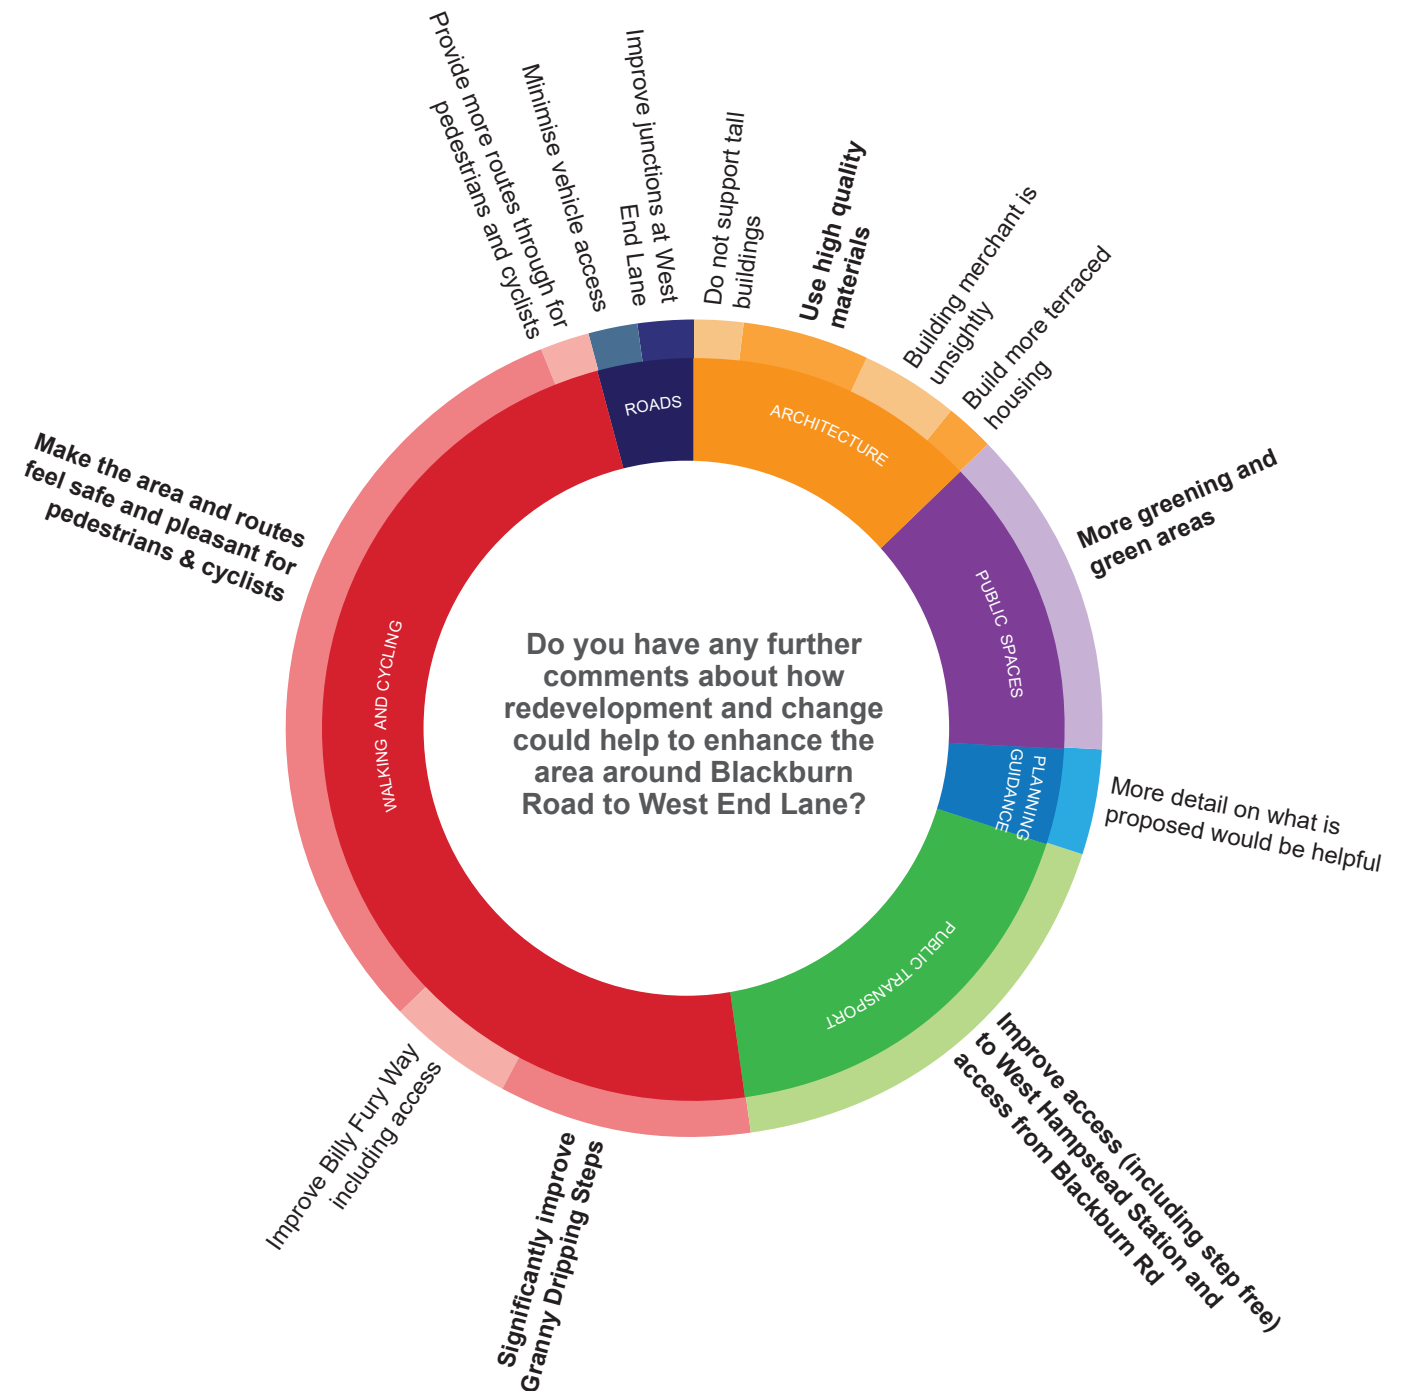 Provide more routes through for
pedestrians and cyclists
Minimise vehicle access
Improve junctions at West
End Lane
Do not support tall
buildings
Use high quality
materials
Building merchant is
unsightly
Build more terraced
housing
More greening and
green areas
More detail on what is
proposed would be helpful
Improve access (including step free)
to West Hampstead Station and
access from Blackburn Rd
Significantly improve
Granny Dripping Steps
Improve Billy Fury Way
including access
Make the area and routes
feel safe and pleasant for
pedestrians & cyclists
ROADS
ARCHITECTURE
PUBLIC SPACES
PLANNING
GUIDANCE
PUBLIC TRANSPORT
WALKING AND CYCLING
Do you have any further
comments about how
redevelopment and change
could help to enhance the
area around Blackburn
Road to West End Lane?